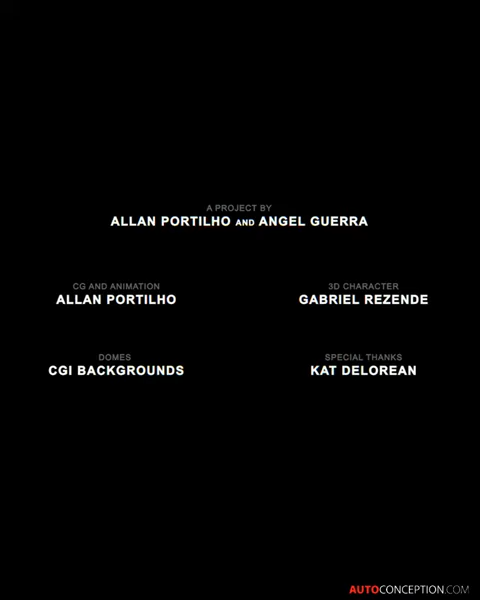 A PROJECT BY
ALLAN PORTILHO AND ANGEL GUERRA
CG AND ANIMATION
ALLAN PORTILHO
3D CHARACTER
GABRIEL REZENDE
DOMES
CGI BACKGROUNDS
SPECIAL THANKS
KAT DELOREAN
AUTOCONCEPTION.COM